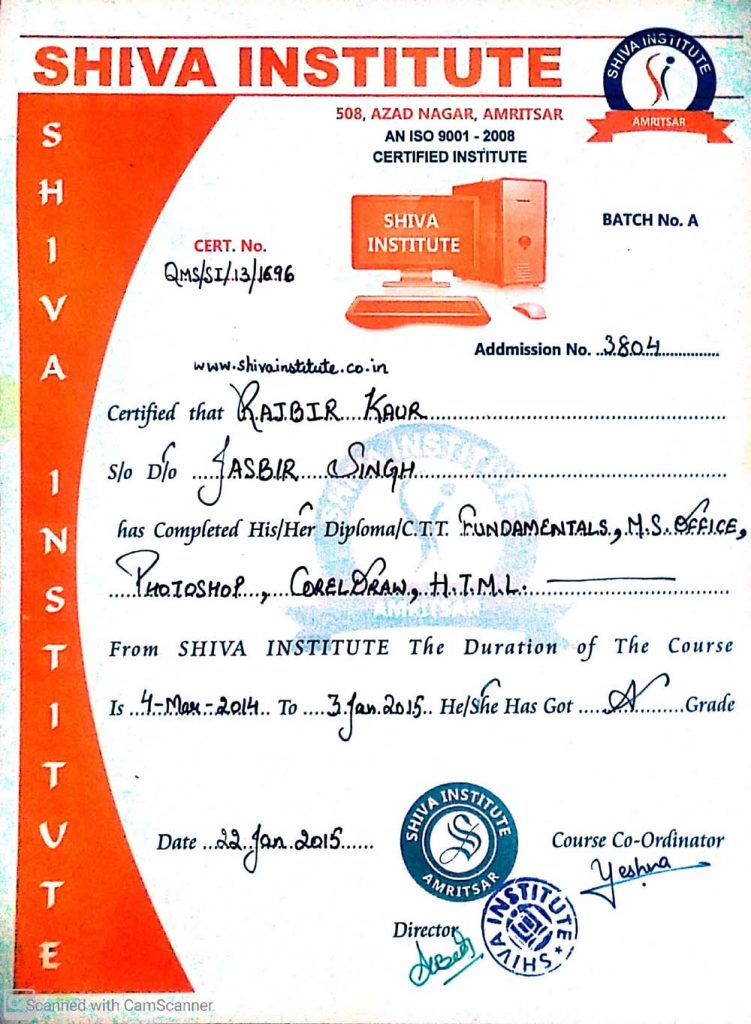 SHIVA INSTITUTE
SHIVA INSTITUTE
AMRITSAR
508, AZAD NAGAR, AMRITSAR
AN ISO 9001 - 2008
CERTIFIED INSTITUTE
SHIVA INSTITUTE
SHIVA
INSTITUTE
BATCH No. A
CERT. No.
QMS/SI/13/1696
Addmission No. ..3804................
www.shivainstitute.co.in
Certified that RAJBIR KAUR
S/o D/o JASBIR SINGH
has Completed His/Her Diploma/C.T.T. FUNDAMENTALS, M.S. OFFICE,
PHOTOSHOP, CORELDRAW, H.T.M.L.
SHIVA INSTITUTE
AMRITSAR
From SHIVA INSTITUTE The Duration of The Course
Is 4-Mar-2014 To 3 Jan. 2015 He/She Has Got A Grade
Date 22 Jan. 2015
SHIVA INSTITUTE
S
AMRITSAR
Course Co-Ordinator
Yeshna
Director
SHIVA INSTITUTE
Scanned with CamScanner